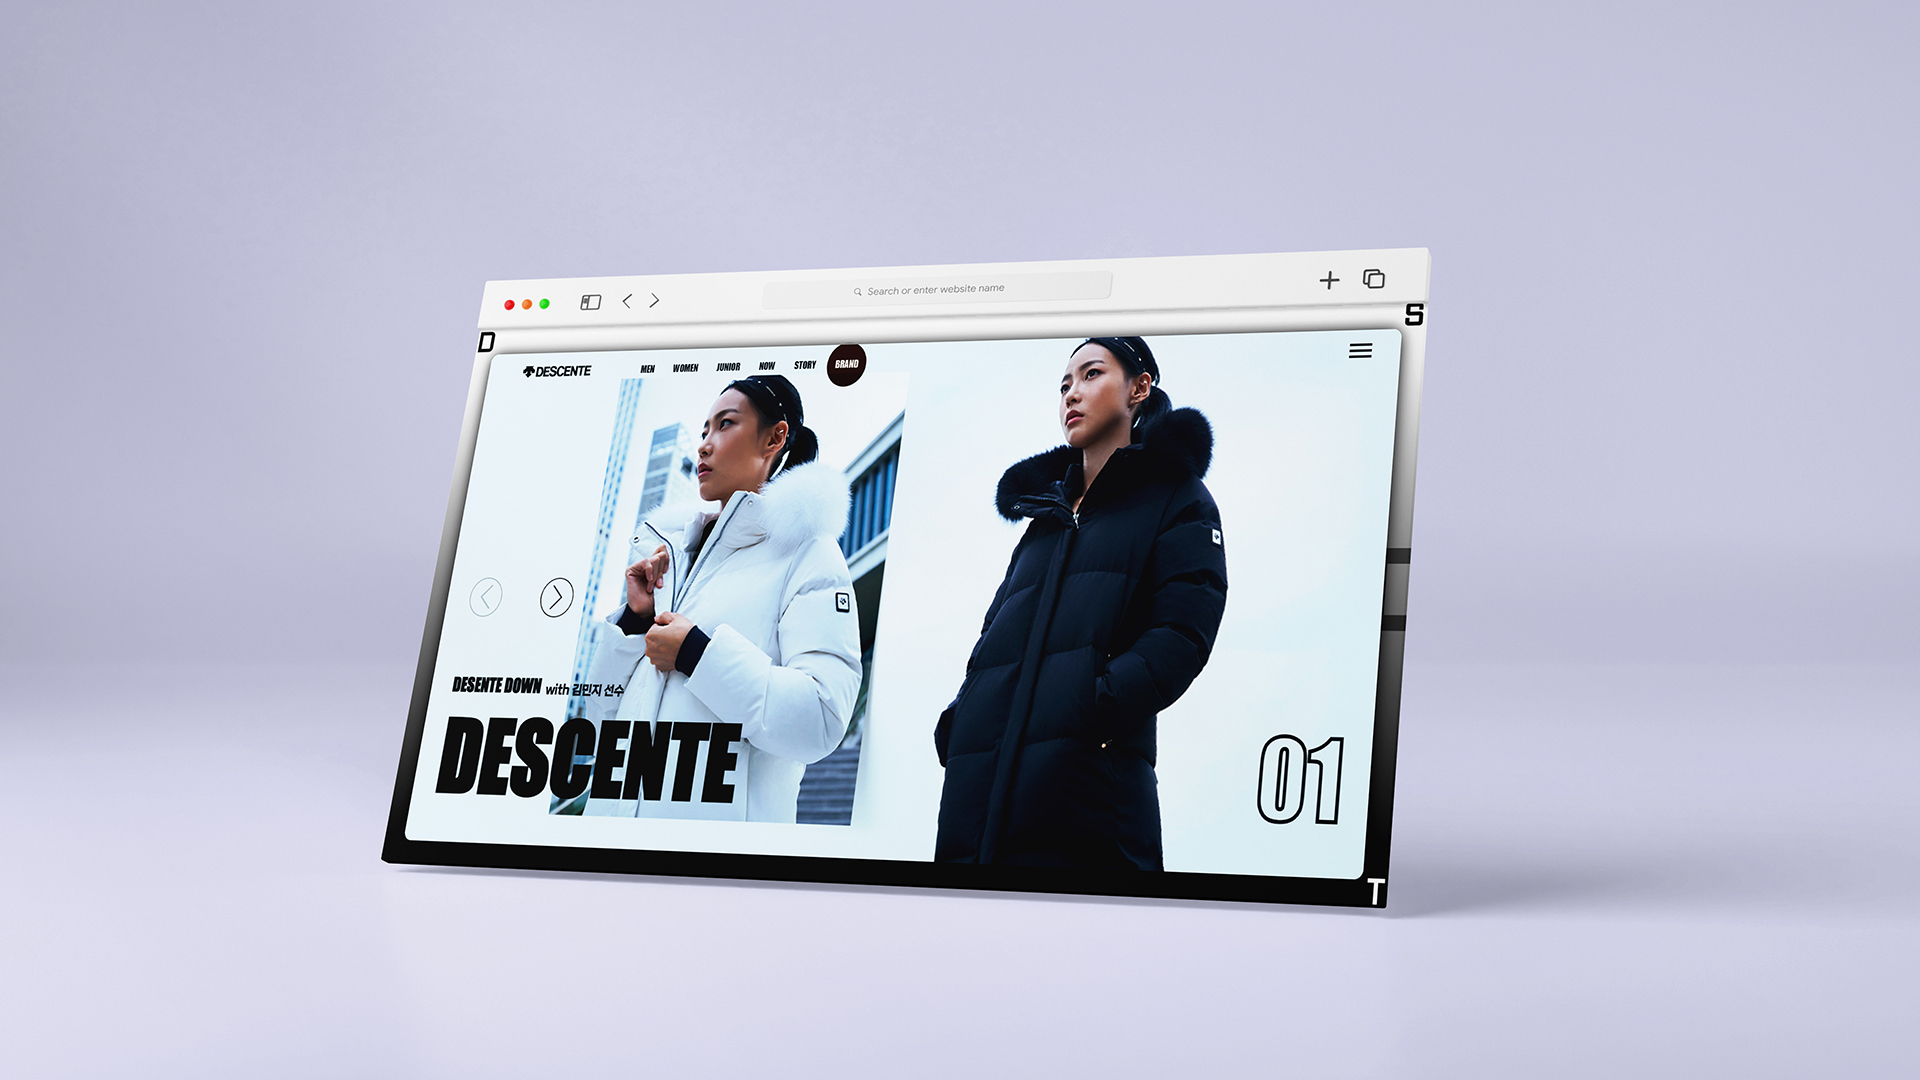 Search or enter website name
D
S
DESCENTE
MEN WOMEN JUNIOR NOW STORY BRAND
DESENTE DOWN with 김민지 선수
DESCENTE
01
T